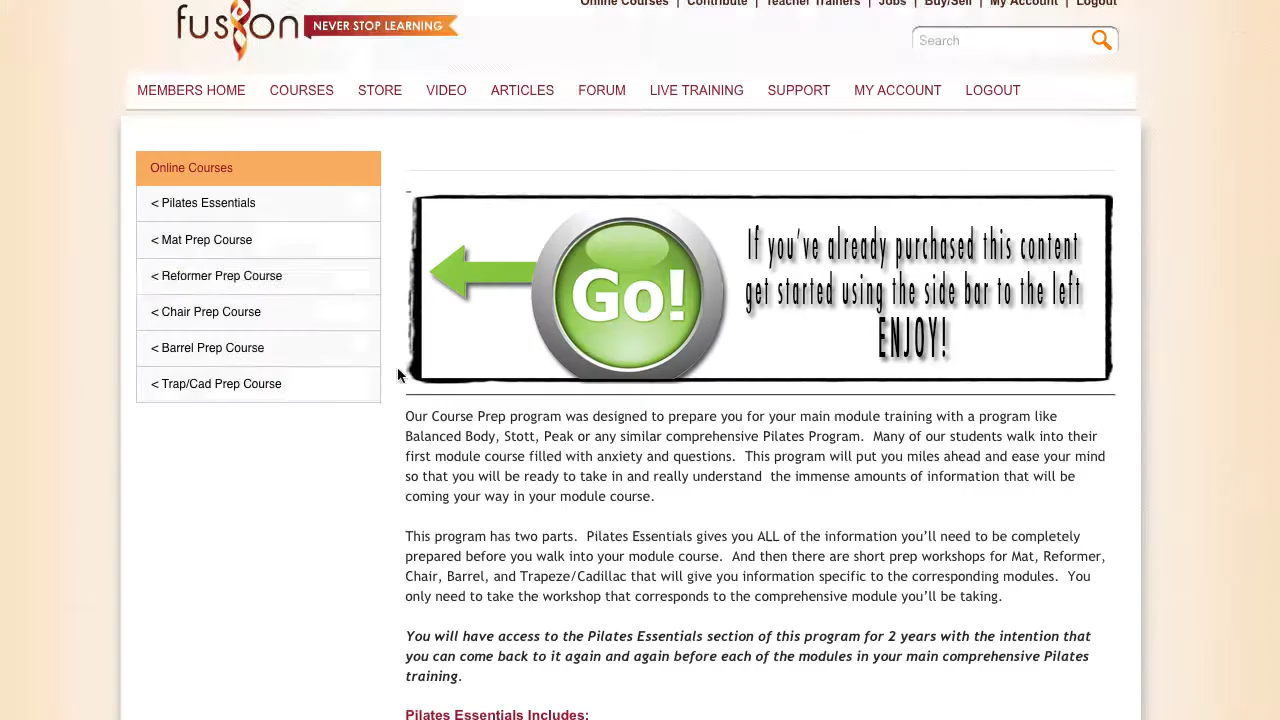 Online Courses | Contribute | Teacher Trainers | Jobs | Buy/Sell | My Account | Logout
fusion NEVER STOP LEARNING
Search
MEMBERS HOME COURSES STORE VIDEO ARTICLES FORUM LIVE TRAINING SUPPORT MY ACCOUNT LOGOUT
Online Courses
< Pilates Essentials
< Mat Prep Course
< Reformer Prep Course
< Chair Prep Course
< Barrel Prep Course
< Trap/Cad Prep Course
Go!
If you've already purchased this content
get started using the side bar to the left
ENJOY!
Our Course Prep program was designed to prepare you for your main module training with a program like
Balanced Body, Stott, Peak or any similar comprehensive Pilates Program.  Many of our students walk into their
first module course filled with anxiety and questions.  This program will put you miles ahead and ease your mind
so that you will be ready to take in and really understand  the immense amounts of information that will be
coming your way in your module course.
This program has two parts.  Pilates Essentials gives you ALL of the information you'll need to be completely
prepared before you walk into your module course.  And then there are short prep workshops for Mat, Reformer,
Chair, Barrel, and Trapeze/Cadillac that will give you information specific to the corresponding modules.  You
only need to take the workshop that corresponds to the comprehensive module you'll be taking.
You will have access to the Pilates Essentials section of this program for 2 years with the intention that
you can come back to it again and again before each of the modules in your main comprehensive Pilates
training.
Pilates Essentials Includes: